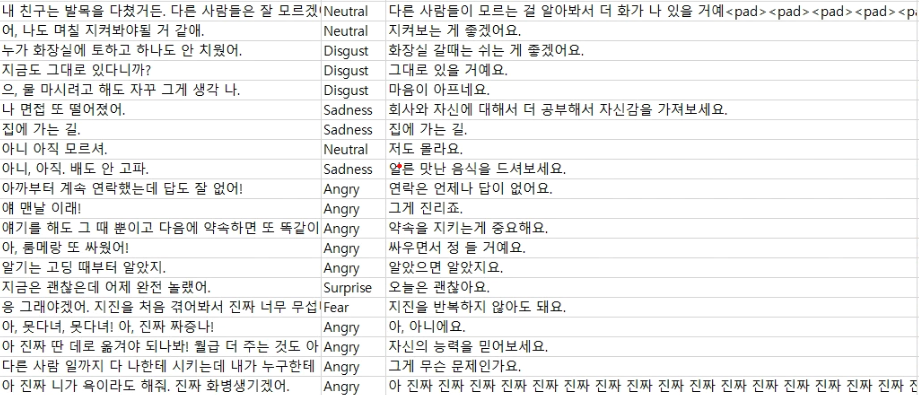 내 친구는 발목을 다쳤거든. 다른 사람들은 잘 모르겠 Neutral 다른 사람들이 모르는 걸 알아봐서 더 화가 나 있을 거예<pad><pad><pad><pad><pa
어, 나도 며칠 지켜봐야될 거 같애. Neutral 지켜보는 게 좋겠어요.
누가 화장실에 토하고 하나도 안 치웠어. Disgust 화장실 갈때는 쉬는 게 좋겠어요.
지금도 그대로 있다니까? Disgust 그대로 있을 거예요.
으, 물 마시려고 해도 자꾸 그게 생각 나. Disgust 마음이 아프네요.
나 면접 또 떨어졌어. Sadness 회사와 자신에 대해서 더 공부해서 자신감을 가져보세요.
집에 가는 길. Sadness 집에 가는 길.
아니 아직 모르셔. Neutral 저도 몰라요.
아니, 아직. 배도 안 고파. Sadness 얼른 맛난 음식을 드셔보세요.
아까부터 계속 연락했는데 답도 잘 없어! Angry 연락은 언제나 답이 없어요.
얘 맨날 이래! Angry 그게 진리죠.
얘기를 해도 그 때 뿐이고 다음에 약속하면 또 똑같이 Angry 약속을 지키는게 중요해요.
아, 룸메랑 또 싸웠어! Angry 싸우면서 정 들 거예요.
알기는 고딩 때부터 알았지. Angry 알았으면 알았지요.
지금은 괜찮은데 어제 완전 놀랬어. Surprise 오늘은 괜찮아요.
응 그래야겠어. 지진을 처음 겪어봐서 진짜 너무 무섭 Fear 지진을 반복하지 않아도 돼요.
아, 못다녀, 못다녀! 아, 진짜 짜증나! Angry 아, 아니에요.
아 진짜 딴 데로 옮겨야 되나봐! 월급 더 주는 것도 아 Angry 자신의 능력을 믿어보세요.
다른 사람 일까지 다 나한테 시키는데 내가 누구한테 Angry 그게 무슨 문제인가요.
아 진짜 니가 욕이라도 해줘. 진짜 화병생기겠어. Angry 아 진짜 진짜 진짜 진짜 진짜 진짜 진짜 진짜 진짜 진짜 진짜 진짜 진짜 진짜 진짜 진짜